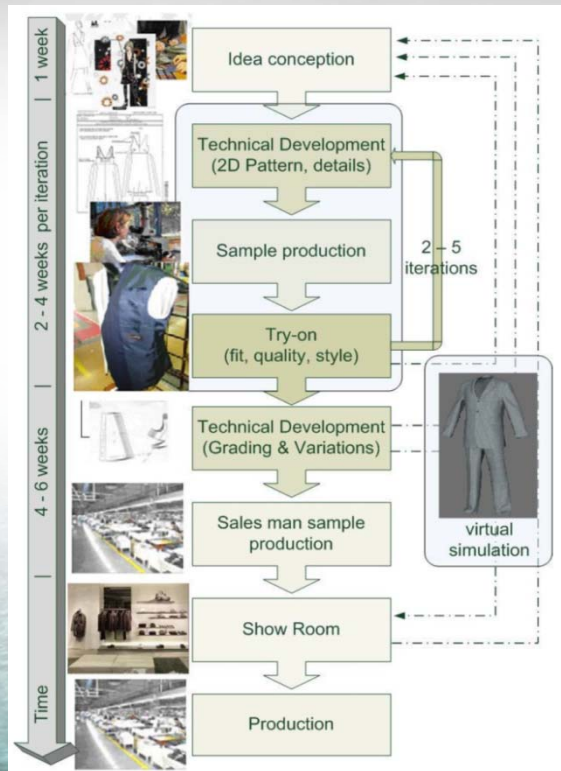 1 week
2 - 4 weeks per iteration
4 - 6 weeks
Time
Idea conception
Technical Development
(2D Pattern, details)
Sample production
2 – 5
iterations
Try-on
(fit, quality, style)
Technical Development
(Grading & Variations)
virtual
simulation
Sales man sample
production
Show Room
Production